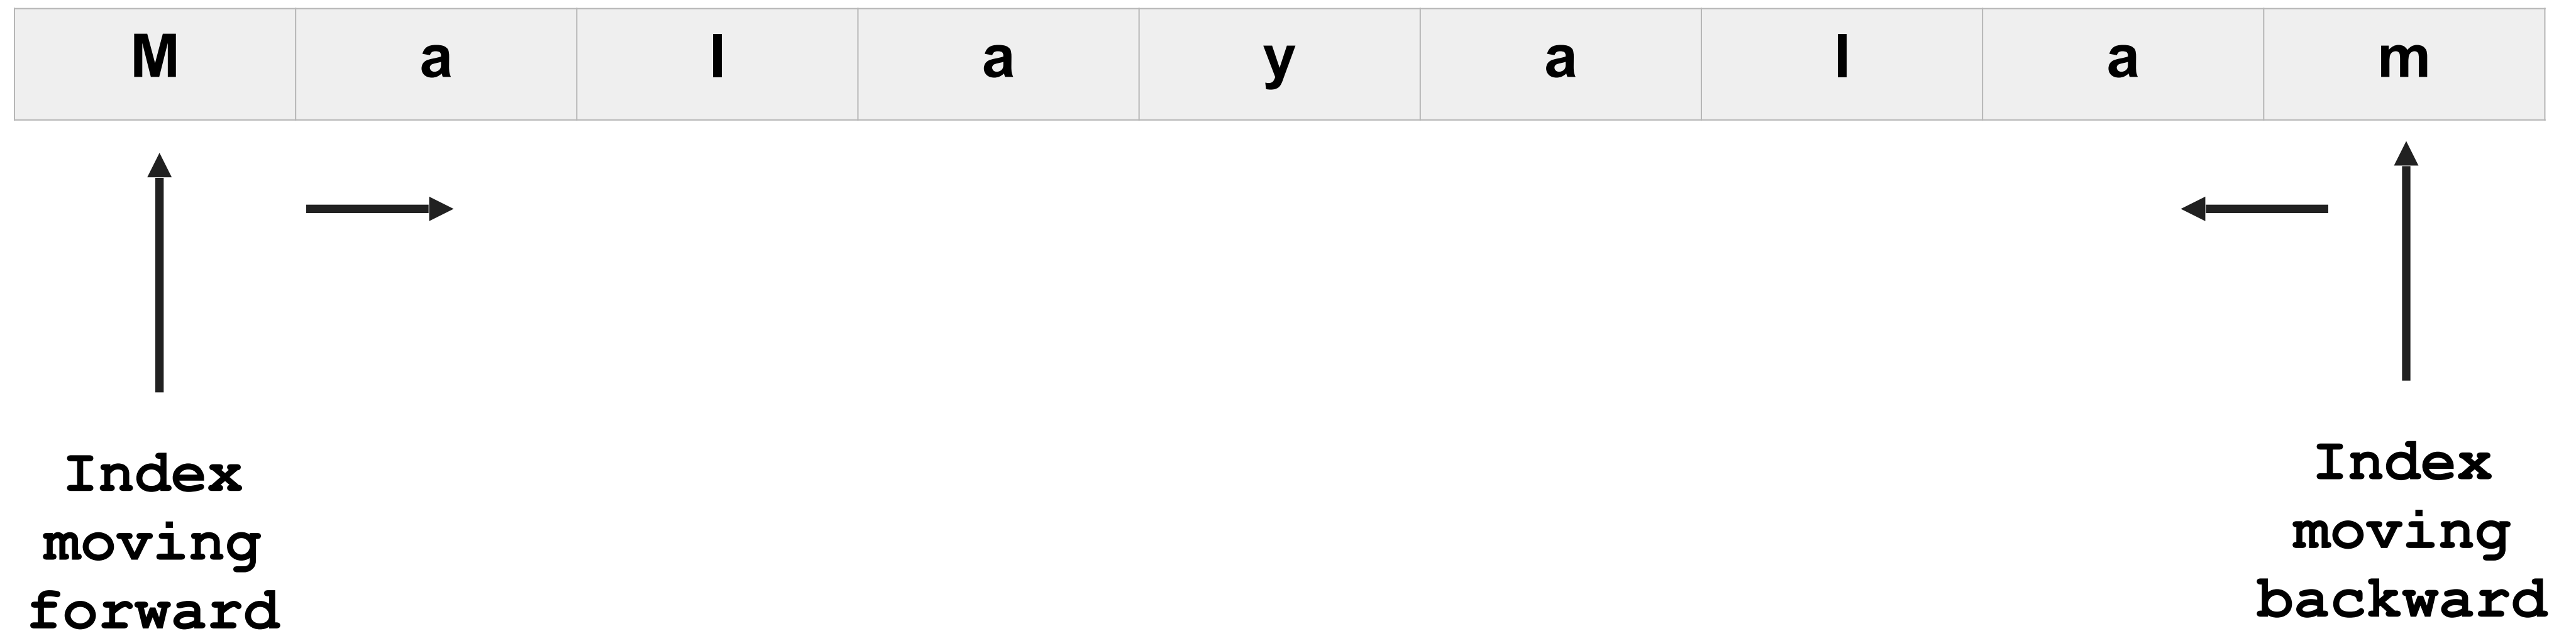 M a l a y a l a m
Index
moving
forward
Index
moving
backward